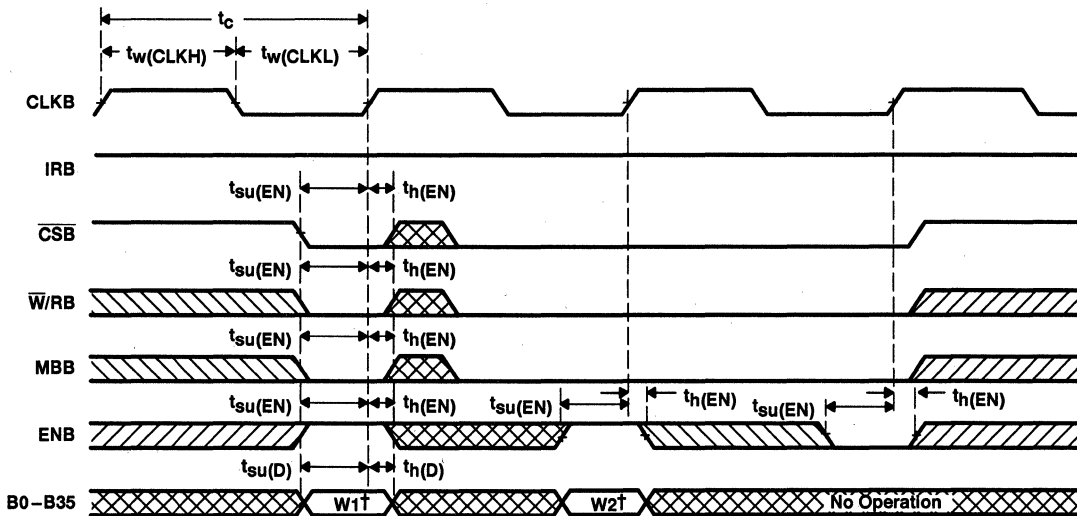 tc
tw(CLKH) tw(CLKL)
CLKB
IRB
tsu(EN) th(EN)
CSB
tsu(EN) th(EN)
W/RB
tsu(EN) th(EN)
MBB
tsu(EN) th(EN) tsu(EN) th(EN) tsu(EN) th(EN)
ENB
tsu(D) th(D)
B0–B35 W1† W2† No Operation